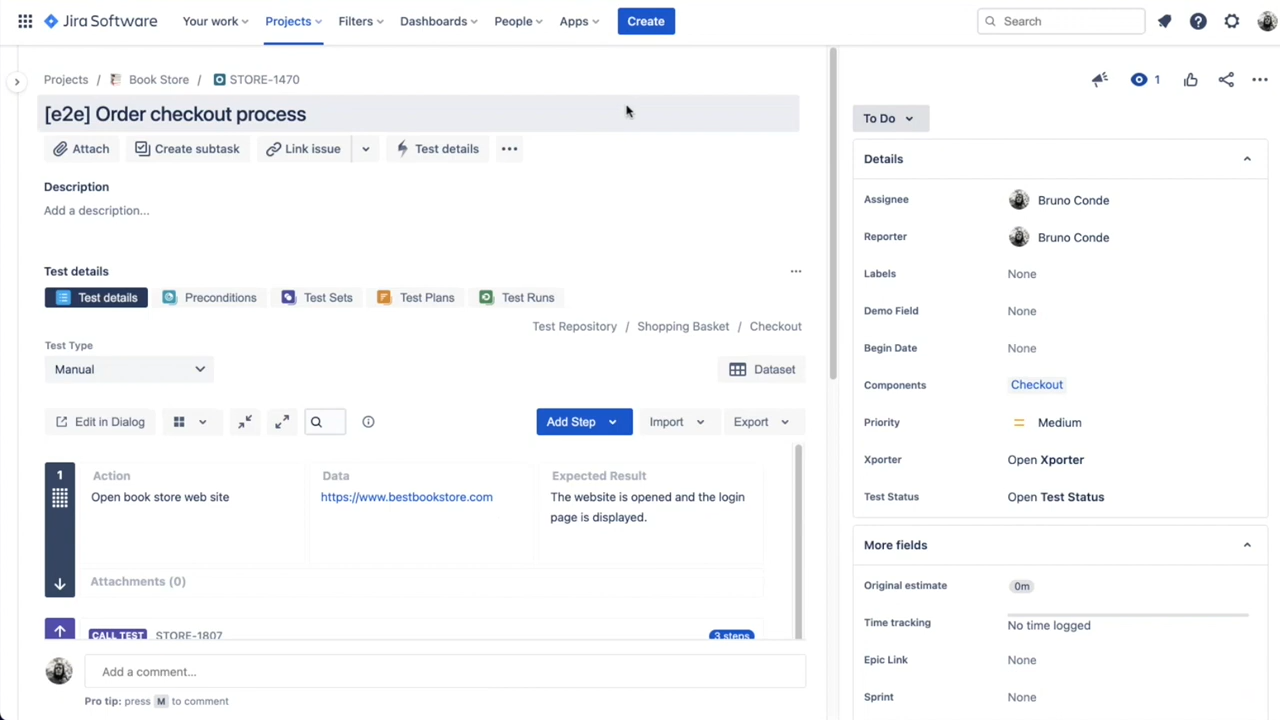 Jira Software Your work Projects Filters Dashboards People Apps Create Search
Projects / Book Store / STORE-1470 1
[e2e] Order checkout process To Do
Attach Create subtask Link issue Test details
Description
Add a description...
Test details
Test details Preconditions Test Sets Test Plans Test Runs
Test Repository / Shopping Basket / Checkout
Test Type
Manual Dataset
Edit in Dialog Add Step Import Export
1 Action Data Expected Result
Open book store web site https://www.bestbookstore.com The website is opened and the login
page is displayed.
Attachments (0)
CALL TEST STORE-1807 3 steps
Add a comment...
Pro tip: press M to comment
Details
Assignee Bruno Conde
Reporter Bruno Conde
Labels None
Demo Field None
Begin Date None
Components Checkout
Priority Medium
Xporter Open Xporter
Test Status Open Test Status
More fields
Original estimate 0m
Time tracking No time logged
Epic Link None
Sprint None